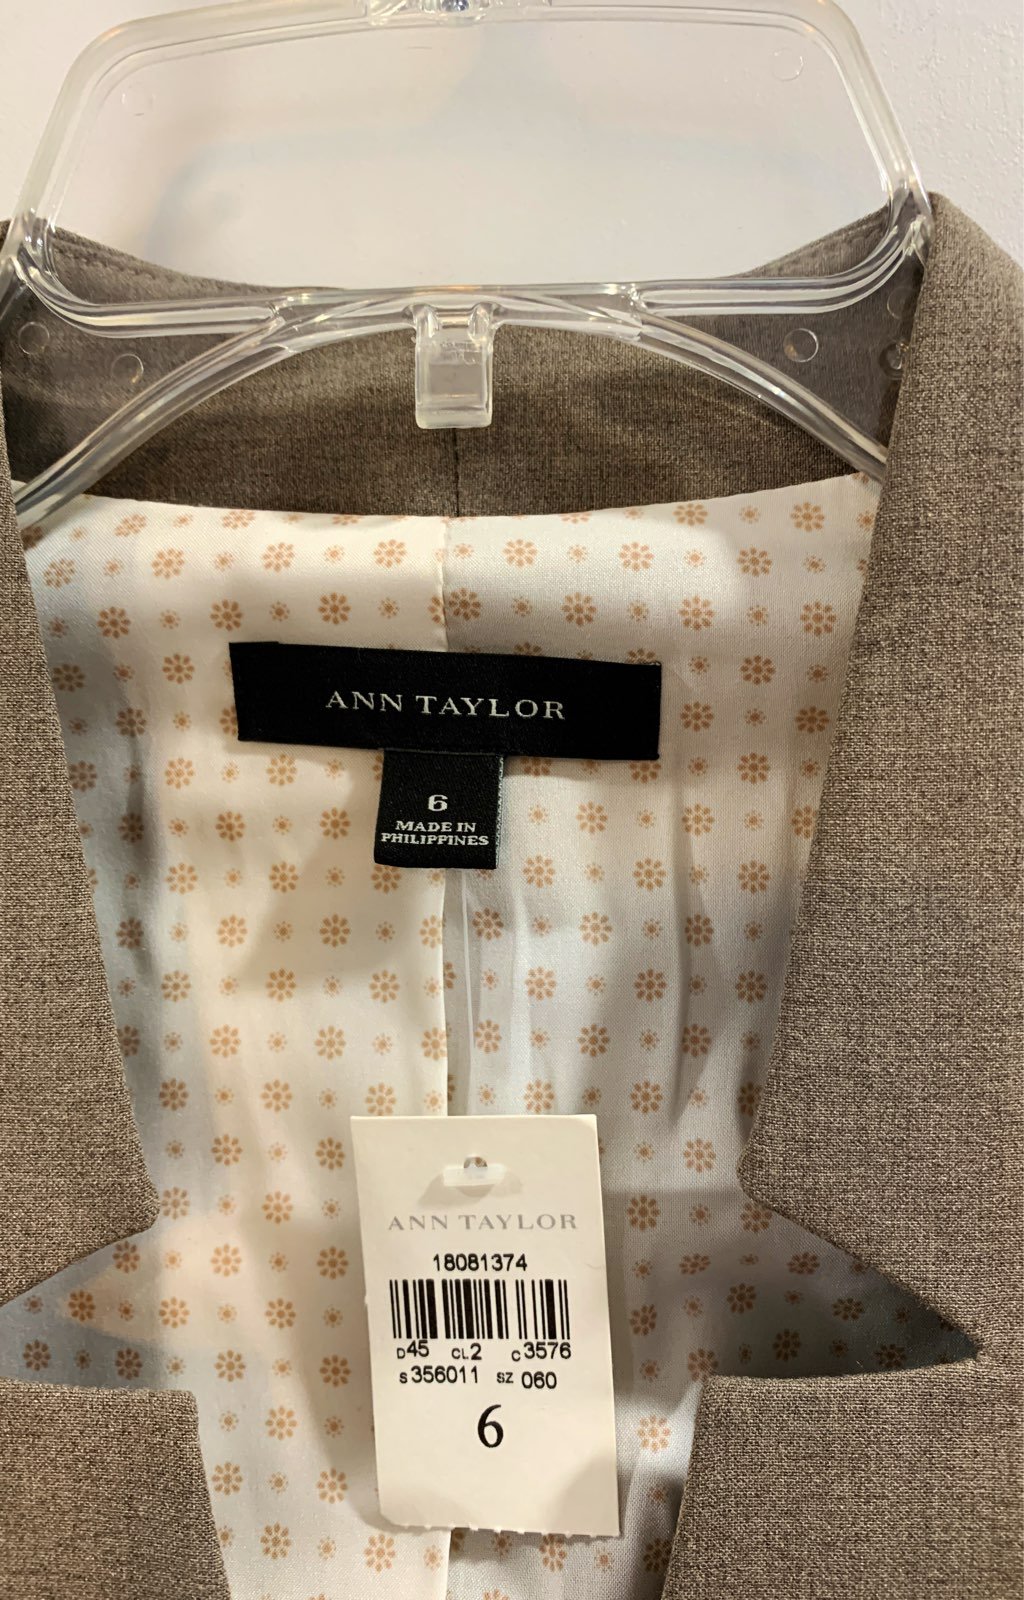 ANN TAYLOR
6
MADE IN
PHILIPPINES
ANN TAYLOR
18081374
D45 CL2 C3576
S356011 SZ 060
6